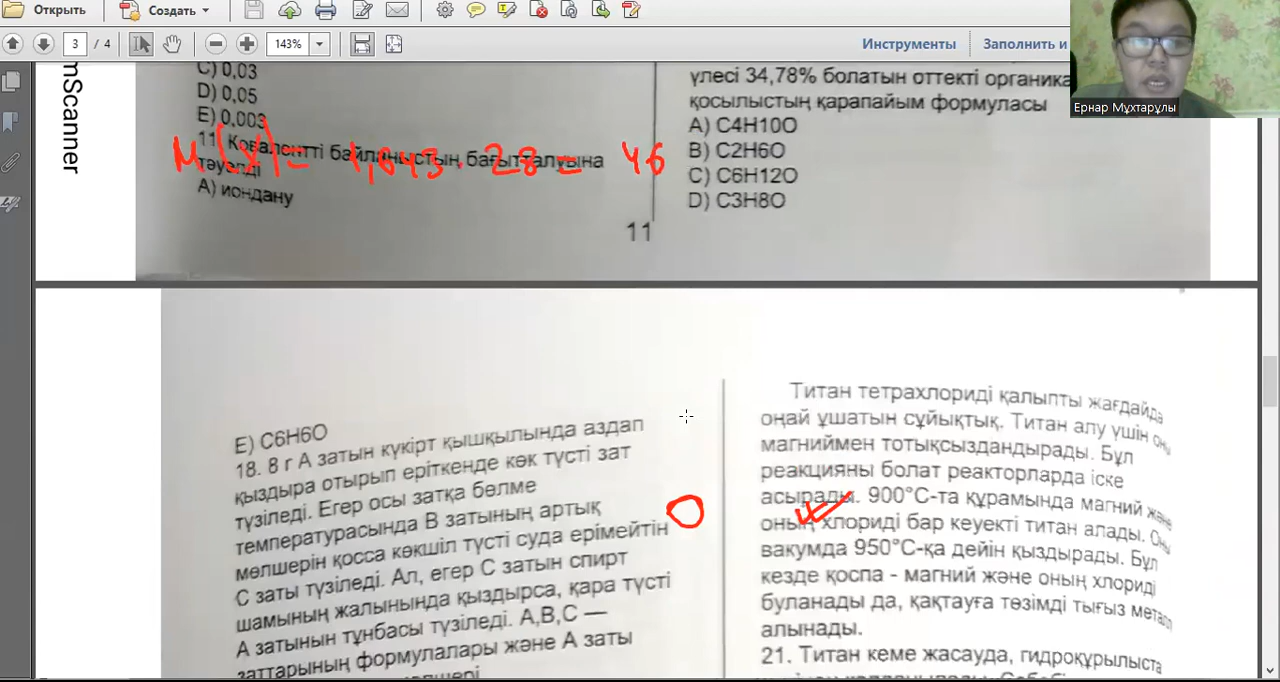 Открыть
Создать
3 / 4
143%
Инструменты
Заполнить и
Ернар Мұхтарұлы
mScanner
C) 0,03
D) 0,05
E) 0,003
11. Ковалентті байланыстың бағытталуына
тәуелді
A) иондану
M(X) = 1,643 · 28 = 46
үлесі 34,78% болатын оттекті органика
қосылыстың қарапайым формуласы
A) C4H10O
B) C2H6O
C) C6H12O
D) C3H8O
11
E) C6H6O
18. 8 г А затын күкірт қышқылында аздап
қыздыра отырып еріткенде көк түсті зат
түзіледі. Егер осы затқа бөлме
температурасында В затының артық
мөлшерін қосса көкшіл түсті суда ерімейтін
С заты түзіледі. Ал, егер С затын спирт
шамының жалынында қыздырса, қара түсті
А затынын тұнбасы түзіледі. А,В,С —
заттарының формулалары және А заты
Титан тетрахлориді қалыпты жағдайда
оңай ұшатын сұйықтық. Титан алу үшін оны
магниймен тотықсыздандырады. Бұл
реакцияны болат реакторларда іске
асырады. 900°С-та құрамында магний және
оның хлориді бар кеуекті титан алады. Оны
вакумда 950°С-қа дейін қыздырады. Бұл
кезде қоспа - магний және оның хлориді
буланады да, қақтауға төзімді тығыз металл
алынады.
21. Титан кеме жасауда, гидроқұрылыста